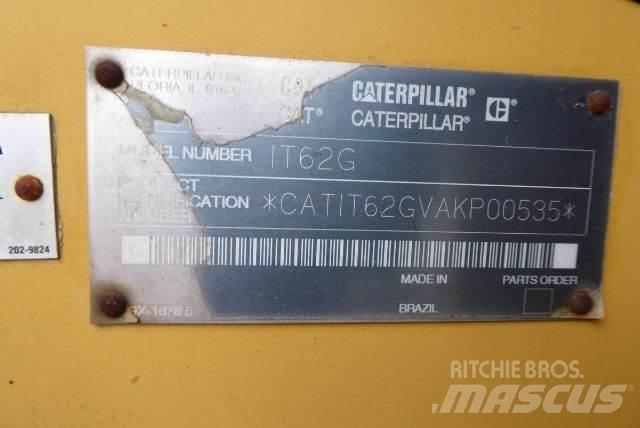 CATERPILLAR INC.
PEORIA, IL 61629
CAT CATERPILLAR
CAT® CATERPILLAR®
MODEL NUMBER IT62G
PRODUCT
IDENTIFICATION
NUMBER
*CATIT62GVAKP00535*
MADE IN PARTS ORDER
BRAZIL
202-9824
RITCHIE BROS.
MASCUS